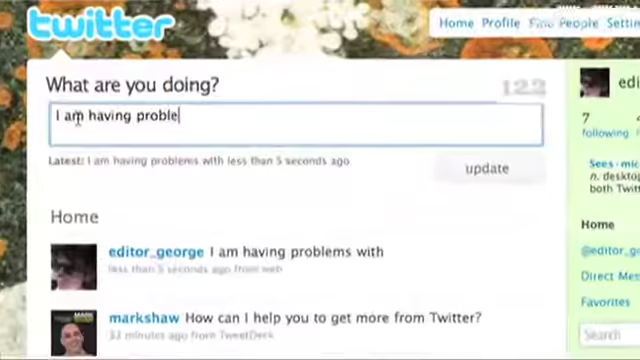 twitter
Home Profile Find People
What are you doing?
122
I am having proble
Latest: I am having problems with less than 5 seconds ago
update
Home
editor_george I am having problems with
less than 5 seconds ago from web
markshaw How can I help you to get more from Twitter?
33 minutes ago from TweetDeck
7
following
n.
both
Home
Direct
Favorites
Search